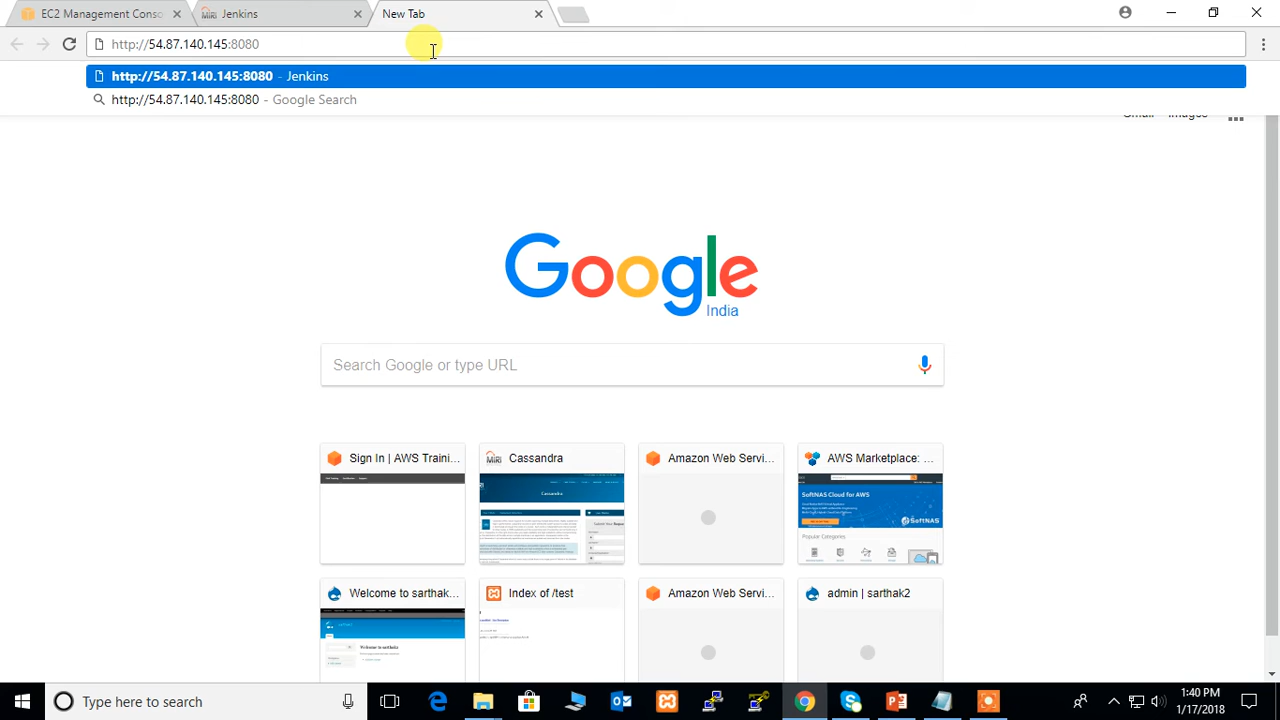 EC2 Management Conso
Jenkins
New Tab
http://54.87.140.145:8080
http://54.87.140.145:8080 - Jenkins
http://54.87.140.145:8080 - Google Search
Gmail Images
Google
India
Search Google or type URL
Sign In | AWS Traini...
Cassandra
Amazon Web Servi...
AWS Marketplace: ...
Cassandra
SoftNAS Cloud for AWS
SoftNAS
Popular Categories
Welcome to sarthak...
Index of /test
Amazon Web Servi...
admin | sarthak2
Type here to search
1:40 PM
1/17/2018